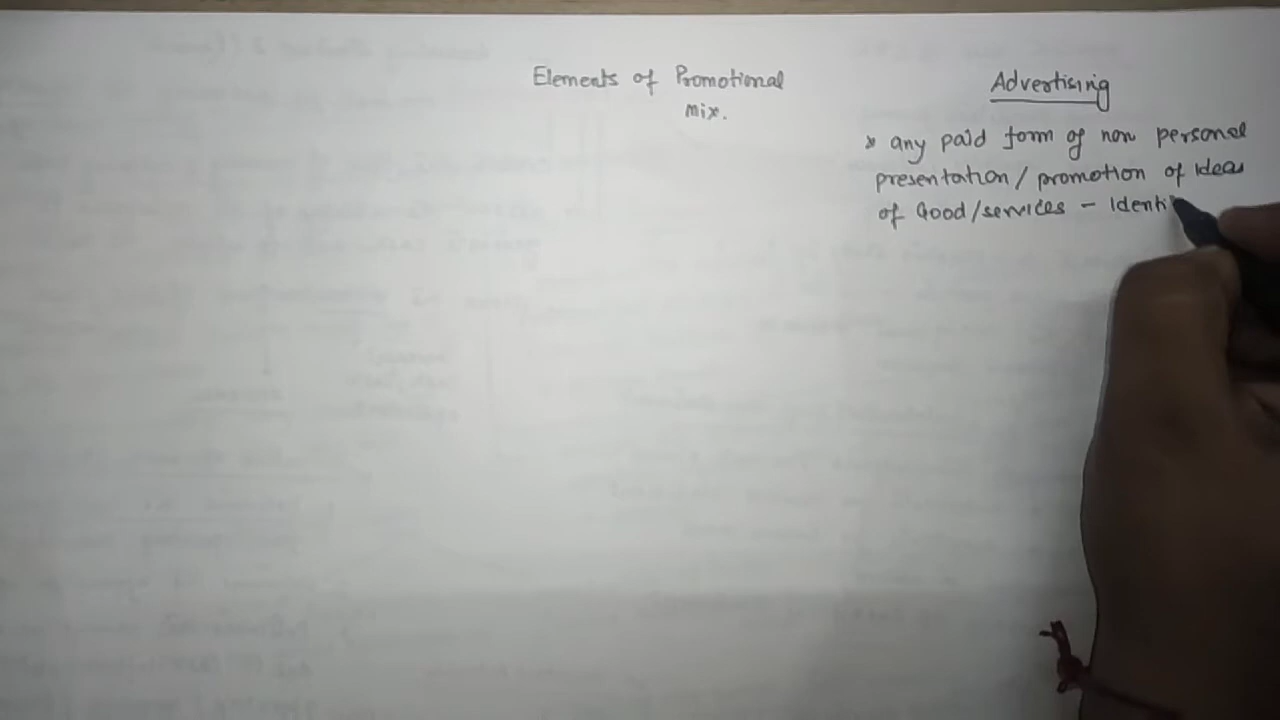 Elements of Promotional
Mix.
Advertising
* any paid form of non personal
presentation/promotion of Ideas
of Good/services - Identi